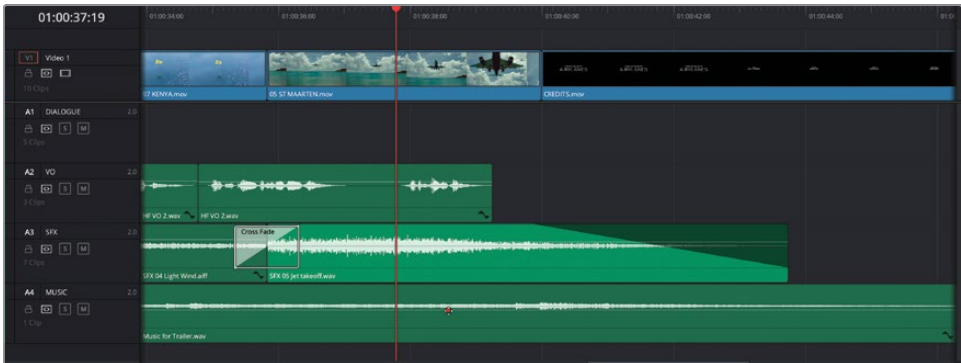 01:00:37:19
01:00:34:00
01:00:36:00
01:00:38:00
01:00:40:00
01:00:42:00
01:00:44:00
V1 Video 1
10 Clips
07 KENYA.mov
05 ST MAARTEN.mov
CREDITS.mov
A1 DIALOGUE 2.0
S M
5 Clips
A2 VO 2.0
S M
3 Clips
HF VO 2.wav
HF VO 2.wav
A3 SFX 2.0
S M
7 Clips
Cross Fade
SFX 04 Light Wind.aiff
SFX 05 Jet takeoff.wav
A4 MUSIC 2.0
S M
1 Clip
Music for Trailer.wav